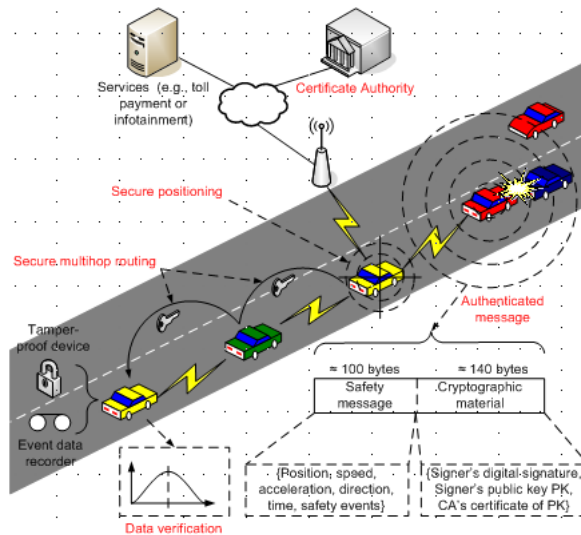 Services (e.g., toll
payment or
infotainment)
Certificate Authority
Secure positioning
Secure multihop routing
Authenticated
message
Tamper-
proof device
≈ 100 bytes
≈ 140 bytes
Safety
message
Cryptographic
material
Event data
recorder
{Position, speed,
acceleration, direction,
time, safety events}
{Signer's digital signature,
Signer's public key PK,
CA's certificate of PK}
Data verification